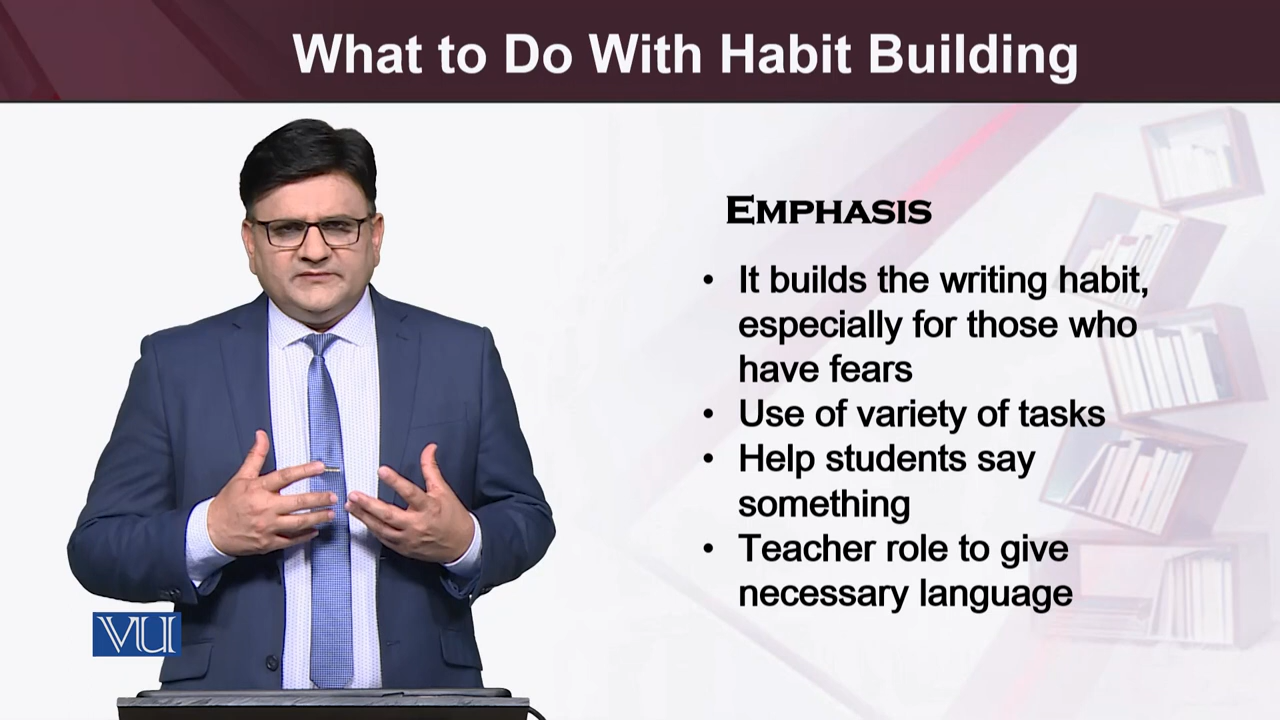 What to Do With Habit Building
EMPHASIS
• It builds the writing habit,
especially for those who
have fears
• Use of variety of tasks
• Help students say
something
• Teacher role to give
necessary language
VU